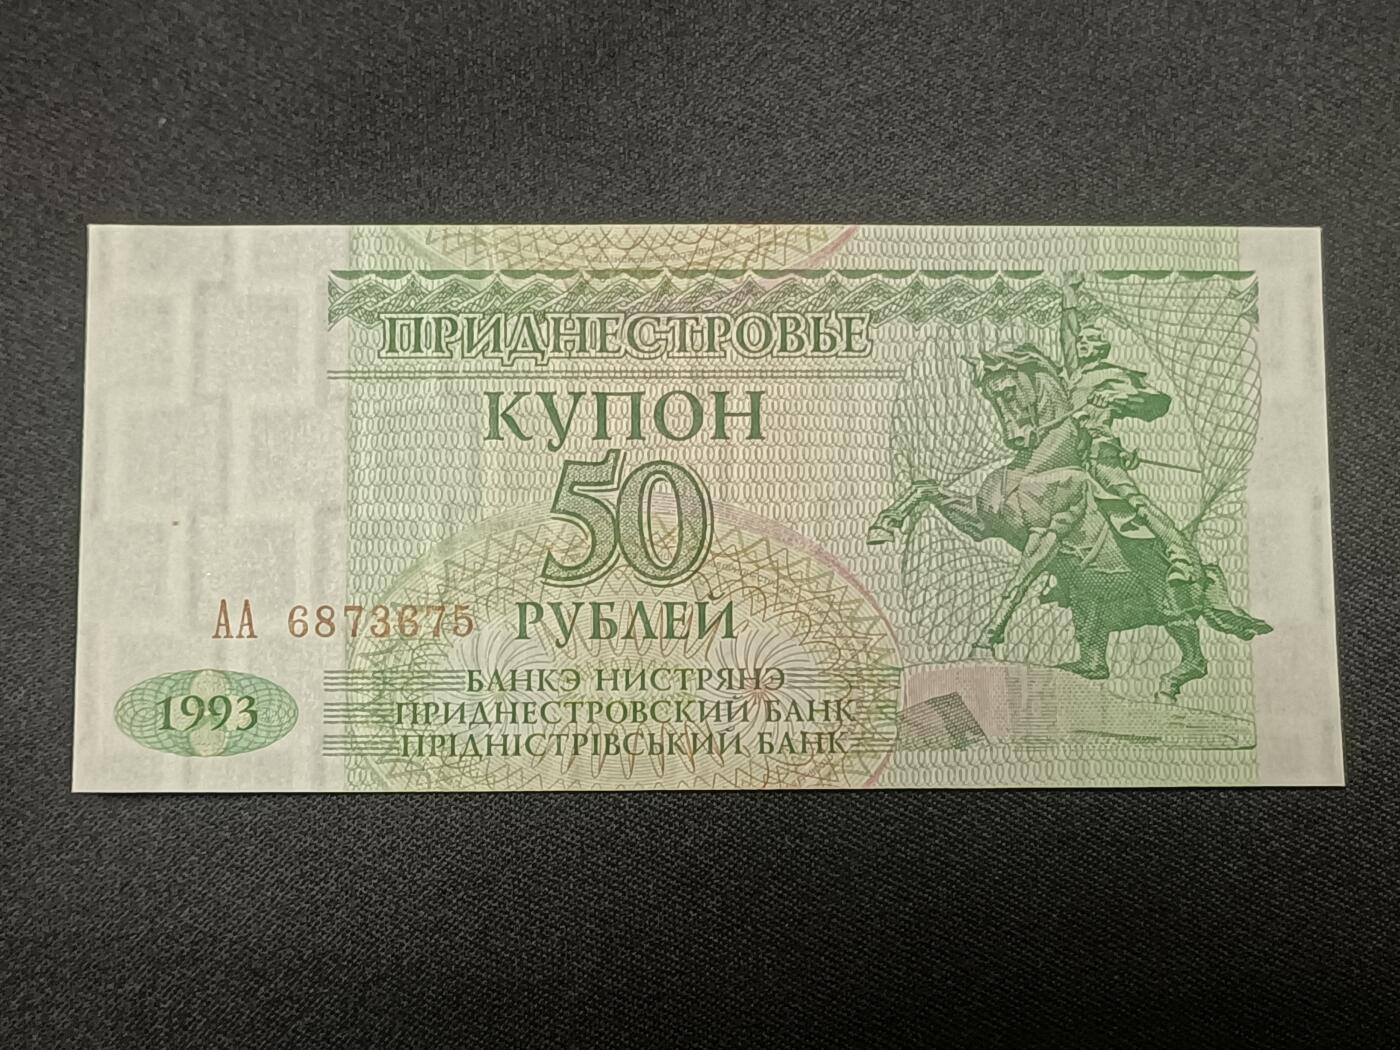 ПРИДНЕСТРОВЬЕ
КУПОН
50
РУБЛЕЙ
АА 6873675
1993
БАНКЭ НИСТРЯНЭ
ПРИДНЕСТРОВСКИЙ БАНК
ПРІДНІСТРІВСЬКИЙ БАНК